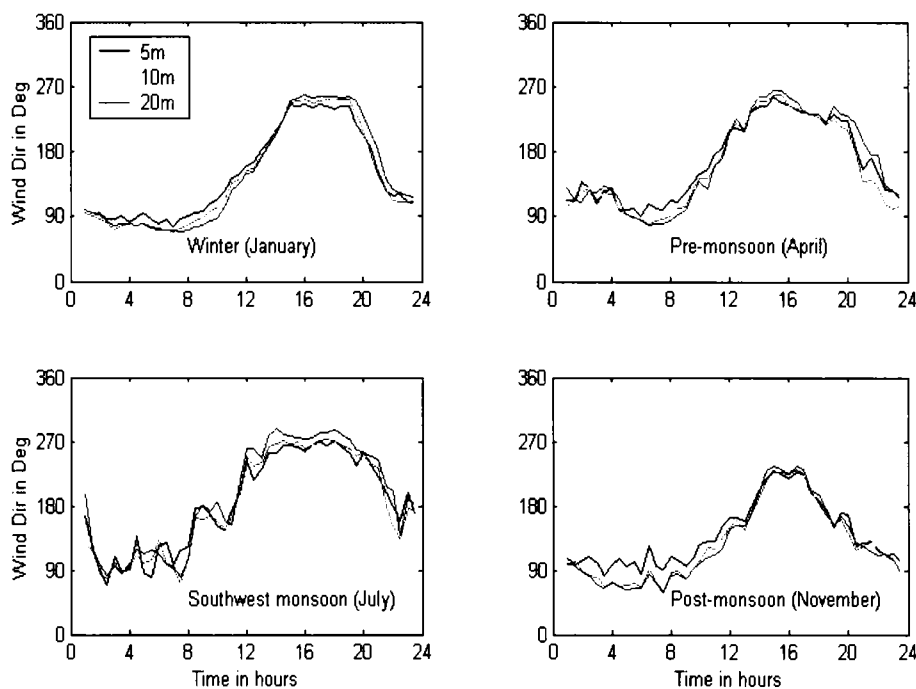 360
270
180
90
0
Wind Dir in Deg
5m
10m
20m
Winter (January)
0 4 8 12 16 20 24
360
270
180
90
0
Pre-monsoon (April)
0 4 8 12 16 20 24
360
270
180
90
0
Wind Dir in Deg
Southwest monsoon (July)
0 4 8 12 16 20 24
Time in hours
360
270
180
90
0
Post-monsoon (November)
0 4 8 12 16 20 24
Time in hours